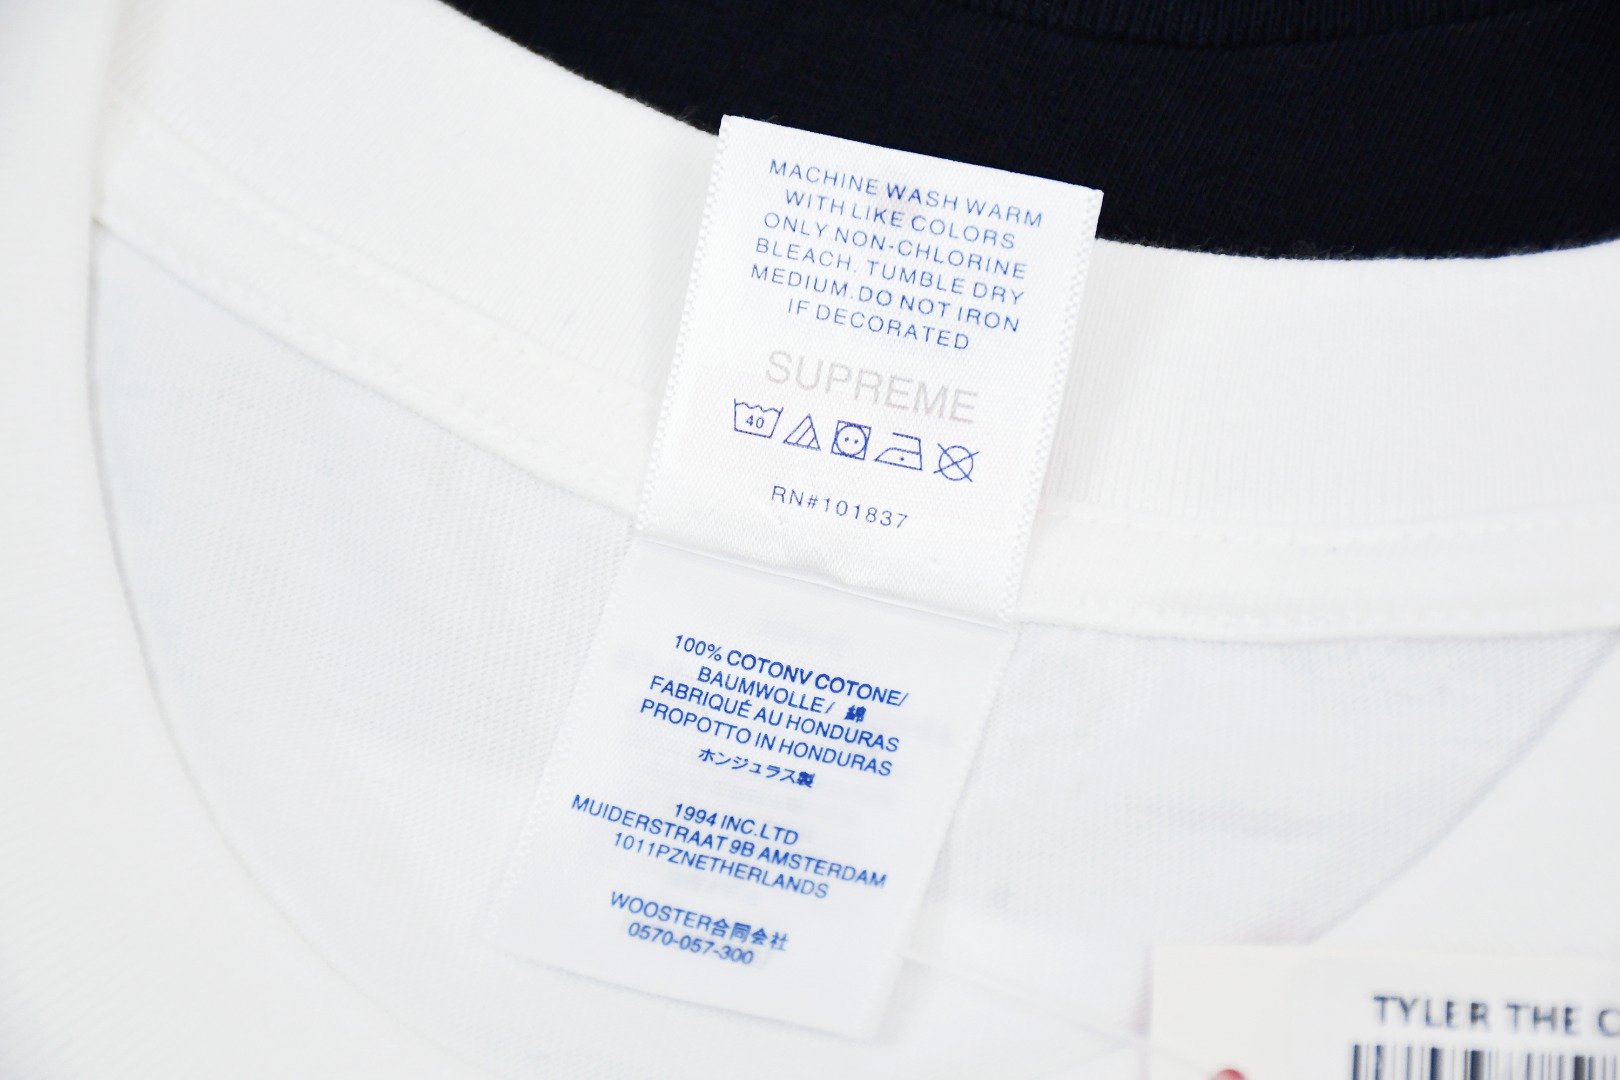 MACHINE WASH WARM
WITH LIKE COLORS
ONLY NON-CHLORINE
BLEACH. TUMBLE DRY
MEDIUM.DO NOT IRON
IF DECORATED
SUPREME
40
RN#101837
100% COTONV COTONE/
BAUMWOLLE/ 綿
FABRIQUÉ AU HONDURAS
PROPOTTO IN HONDURAS
ホンジュラス製
1994 INC.LTD
MUIDERSTRAAT 9B AMSTERDAM
1011PZNETHERLANDS
WOOSTER合同会社
0570-057-300
TYLER THE C